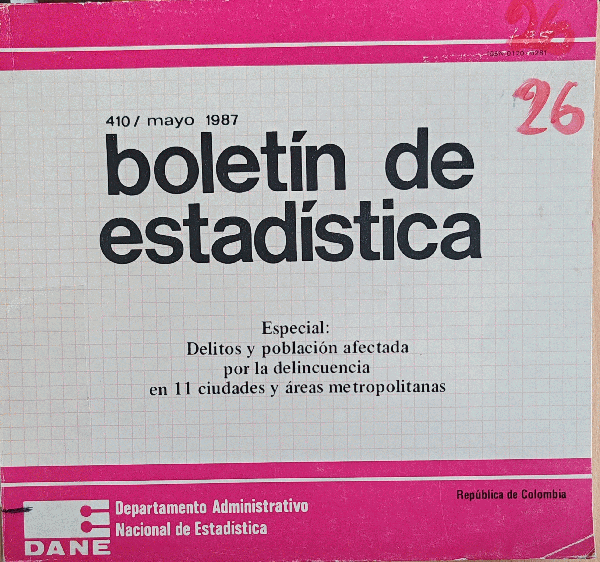 26
26
410 / mayo 1987
boletín de
estadística
Especial:
Delitos y población afectada
por la delincuencia
en 11 ciudades y áreas metropolitanas
República de Colombia
Departamento Administrativo
Nacional de Estadística
DANE